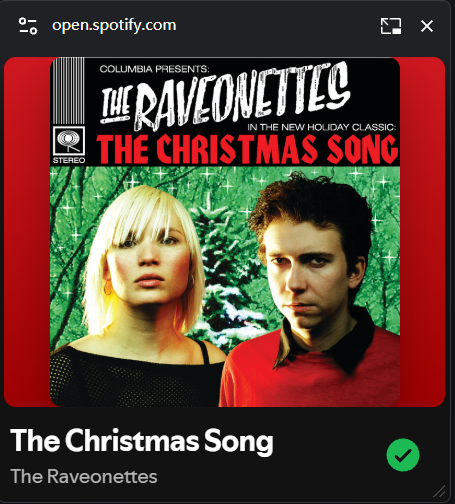 open.spotify.com
COLUMBIA PRESENTS:
THE RAVEONETTES
IN THE NEW HOLIDAY CLASSIC:
THE CHRISTMAS SONG
STEREO
The Christmas Song
The Raveonettes